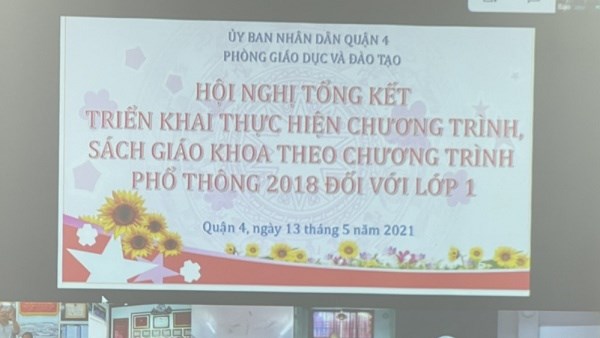 ỦY BAN NHÂN DÂN QUẬN 4
PHÒNG GIÁO DỤC VÀ ĐÀO TẠO
HỘI NGHỊ TỔNG KẾT
TRIỂN KHAI THỰC HIỆN CHƯƠNG TRÌNH,
SÁCH GIÁO KHOA THEO CHƯƠNG TRÌNH
PHỔ THÔNG 2018 ĐỐI VỚI LỚP 1
Quận 4, ngày 13 tháng 5 năm 2021